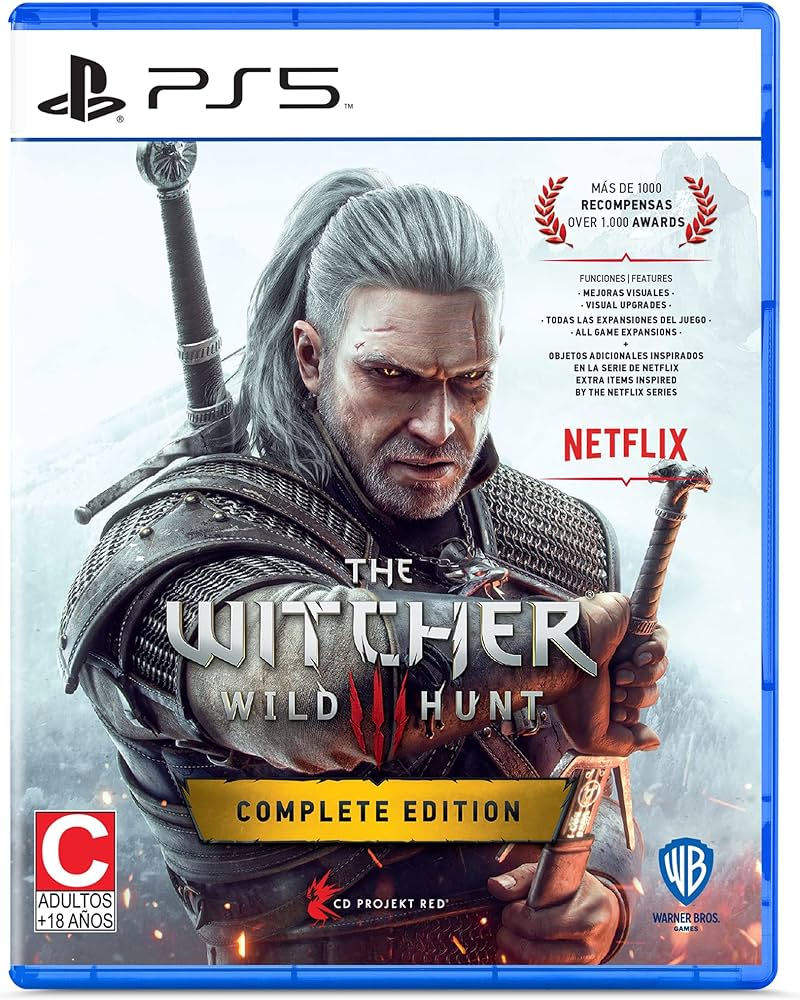 PS5
MÁS DE 1000
RECOMPENSAS
OVER 1.000 AWARDS
FUNCIONES | FEATURES
· MEJORAS VISUALES ·
· VISUAL UPGRADES ·
· TODAS LAS EXPANSIONES DEL JUEGO ·
· ALL GAME EXPANSIONS ·
+
OBJETOS ADICIONALES INSPIRADOS
EN LA SERIE DE NETFLIX
EXTRA ITEMS INSPIRED
BY THE NETFLIX SERIES
NETFLIX
THE
WITCHER®
WILD III HUNT
COMPLETE EDITION
C
ADULTOS
+18 AÑOS
CD PROJEKT RED®
WB
WARNER BROS.
GAMES